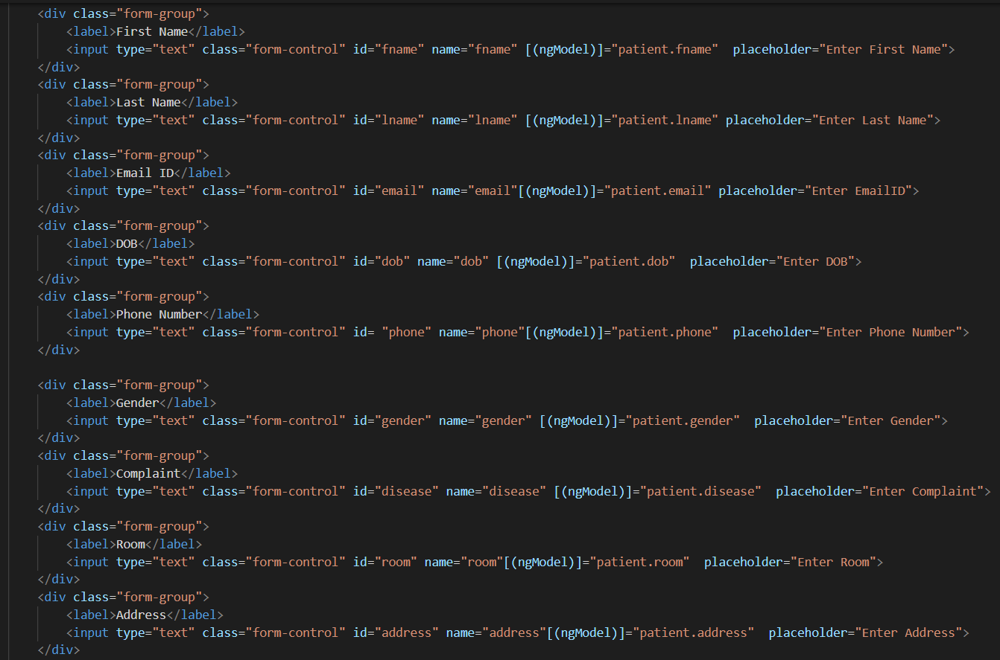 <div class="form-group">
    <label>First Name</label>
    <input type="text" class="form-control" id="fname" name="fname" [(ngModel)]="patient.fname"  placeholder="Enter First Name">
</div>
<div class="form-group">
    <label>Last Name</label>
    <input type="text" class="form-control" id="lname" name="lname" [(ngModel)]="patient.lname" placeholder="Enter Last Name">
</div>
<div class="form-group">
    <label>Email ID</label>
    <input type="text" class="form-control" id="email" name="email"[(ngModel)]="patient.email" placeholder="Enter EmailID">
</div>
<div class="form-group">
    <label>DOB</label>
    <input type="text" class="form-control" id="dob" name="dob" [(ngModel)]="patient.dob"  placeholder="Enter DOB">
</div>
<div class="form-group">
    <label>Phone Number</label>
    <input type="text" class="form-control" id= "phone" name="phone"[(ngModel)]="patient.phone"  placeholder="Enter Phone Number">
</div>

<div class="form-group">
    <label>Gender</label>
    <input type="text" class="form-control" id="gender" name="gender" [(ngModel)]="patient.gender"  placeholder="Enter Gender">
</div>
<div class="form-group">
    <label>Complaint</label>
    <input type="text" class="form-control" id="disease" name="disease" [(ngModel)]="patient.disease"  placeholder="Enter Complaint">
</div>
<div class="form-group">
    <label>Room</label>
    <input type="text" class="form-control" id="room" name="room"[(ngModel)]="patient.room"  placeholder="Enter Room">
</div>
<div class="form-group">
    <label>Address</label>
    <input type="text" class="form-control" id="address" name="address"[(ngModel)]="patient.address"  placeholder="Enter Address">
</div>